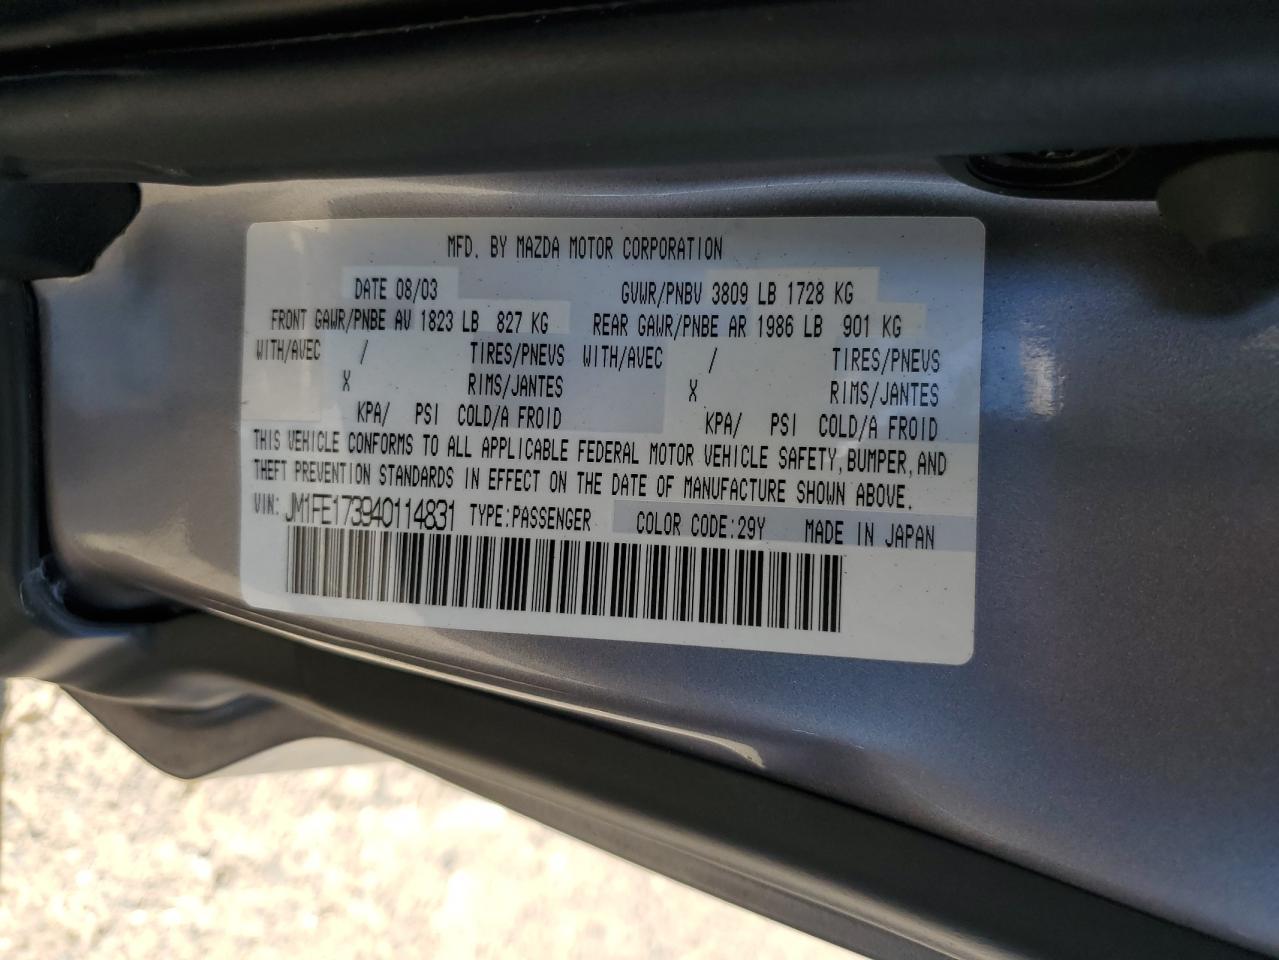 MFD. BY MAZDA MOTOR CORPORATION
DATE 08/03 GVWR/PNBV 3809 LB 1728 KG
FRONT GAWR/PNBE AV 1823 LB 827 KG REAR GAWR/PNBE AR 1986 LB 901 KG
WITH/AVEC / TIRES/PNEUS WITH/AVEC / TIRES/PNEUS
X RIMS/JANTES X RIMS/JANTES
KPA/ PSI COLD/A FROID KPA/ PSI COLD/A FROID
THIS VEHICLE CONFORMS TO ALL APPLICABLE FEDERAL MOTOR VEHICLE SAFETY, BUMPER, AND
THEFT PREVENTION STANDARDS IN EFFECT ON THE DATE OF MANUFACTURE SHOWN ABOVE.
VIN: JM1FE173940114831 TYPE:PASSENGER COLOR CODE:29Y MADE IN JAPAN